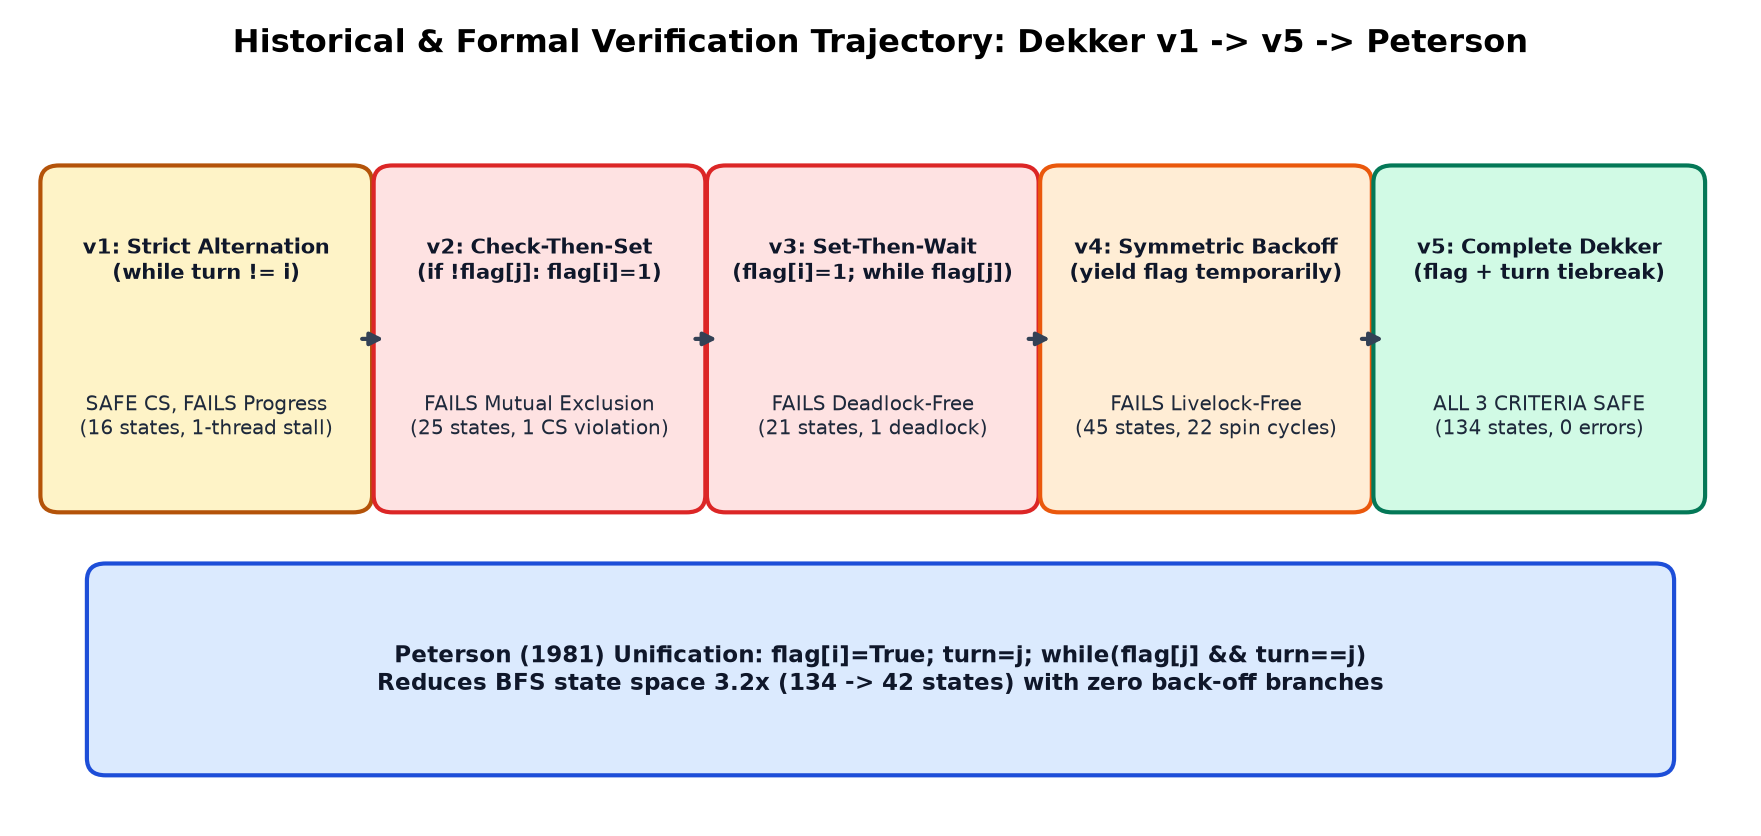 Historical & Formal Verification Trajectory: Dekker v1 -> v5 -> Peterson
v1: Strict Alternation
(while turn != i)
SAFE CS, FAILS Progress
(16 states, 1-thread stall)
v2: Check-Then-Set
(if !flag[j]: flag[i]=1)
FAILS Mutual Exclusion
(25 states, 1 CS violation)
v3: Set-Then-Wait
(flag[i]=1; while flag[j])
FAILS Deadlock-Free
(21 states, 1 deadlock)
v4: Symmetric Backoff
(yield flag temporarily)
FAILS Livelock-Free
(45 states, 22 spin cycles)
v5: Complete Dekker
(flag + turn tiebreak)
ALL 3 CRITERIA SAFE
(134 states, 0 errors)
Peterson (1981) Unification: flag[i]=True; turn=j; while(flag[j] && turn==j)
Reduces BFS state space 3.2x (134 -> 42 states) with zero back-off branches